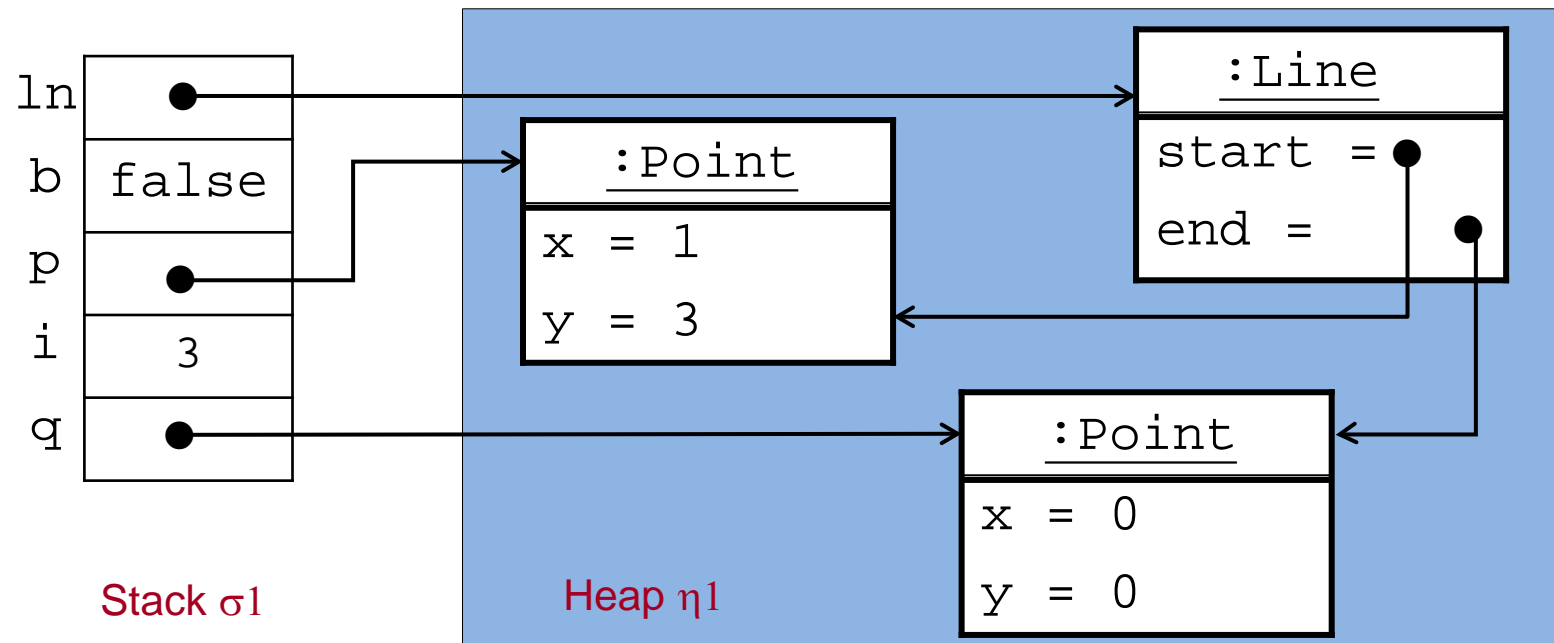 ln
b
false
p
i
3
q
:Line
start =
end =
:Point
x = 1
y = 3
:Point
x = 0
y = 0
Stack σ1
Heap η1